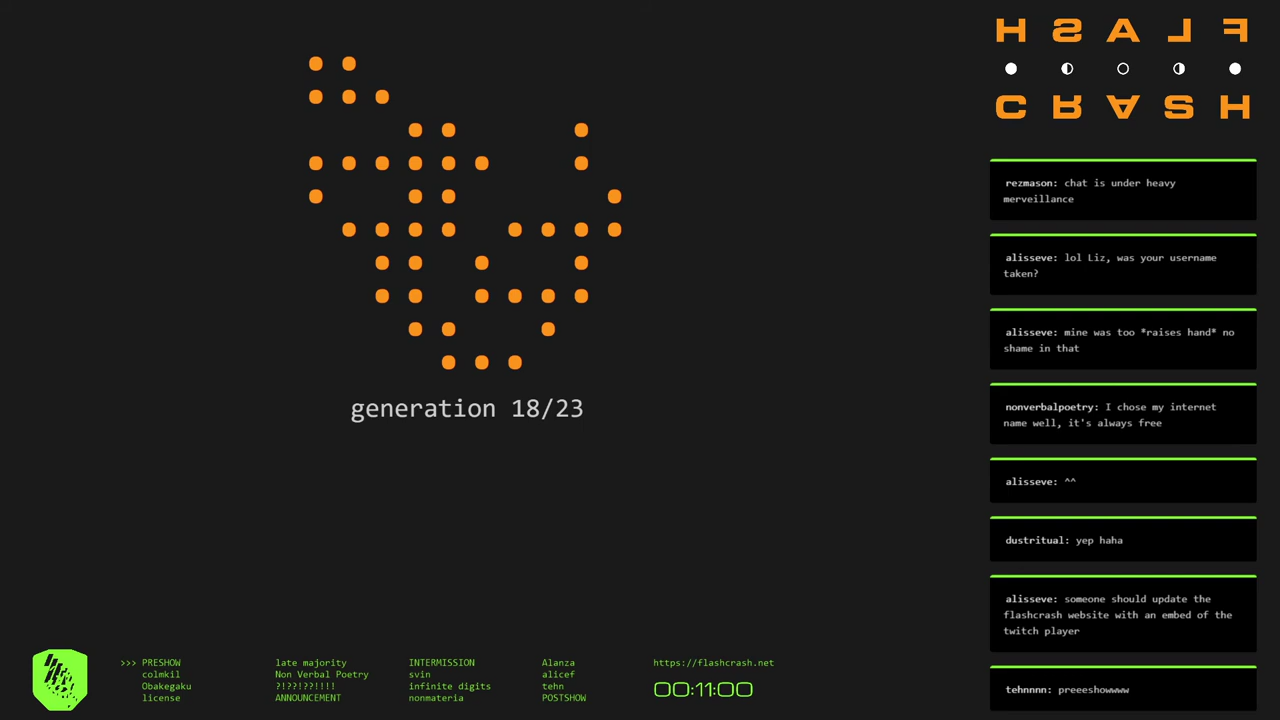 FLASH
CRASH
rezmason: chat is under heavy
merveillance
alisseve: lol Liz, was your username
taken?
alisseve: mine was too *raises hand* no
shame in that
nonverbalpoetry: I chose my internet
name well, it's always free
alisseve: ^^
dustritual: yep haha
alisseve: someone should update the
flashcrash website with an embed of the
twitch player
tehnnnn: preeeshowwww
generation 18/23
>>> PRESHOW
colmkil
Obakegaku
license
late majority
Non Verbal Poetry
?!??!??!!!!
ANNOUNCEMENT
INTERMISSION
svin
infinite digits
nonmateria
Alanza
alicef
tehn
POSTSHOW
https://flashcrash.net
00:11:00